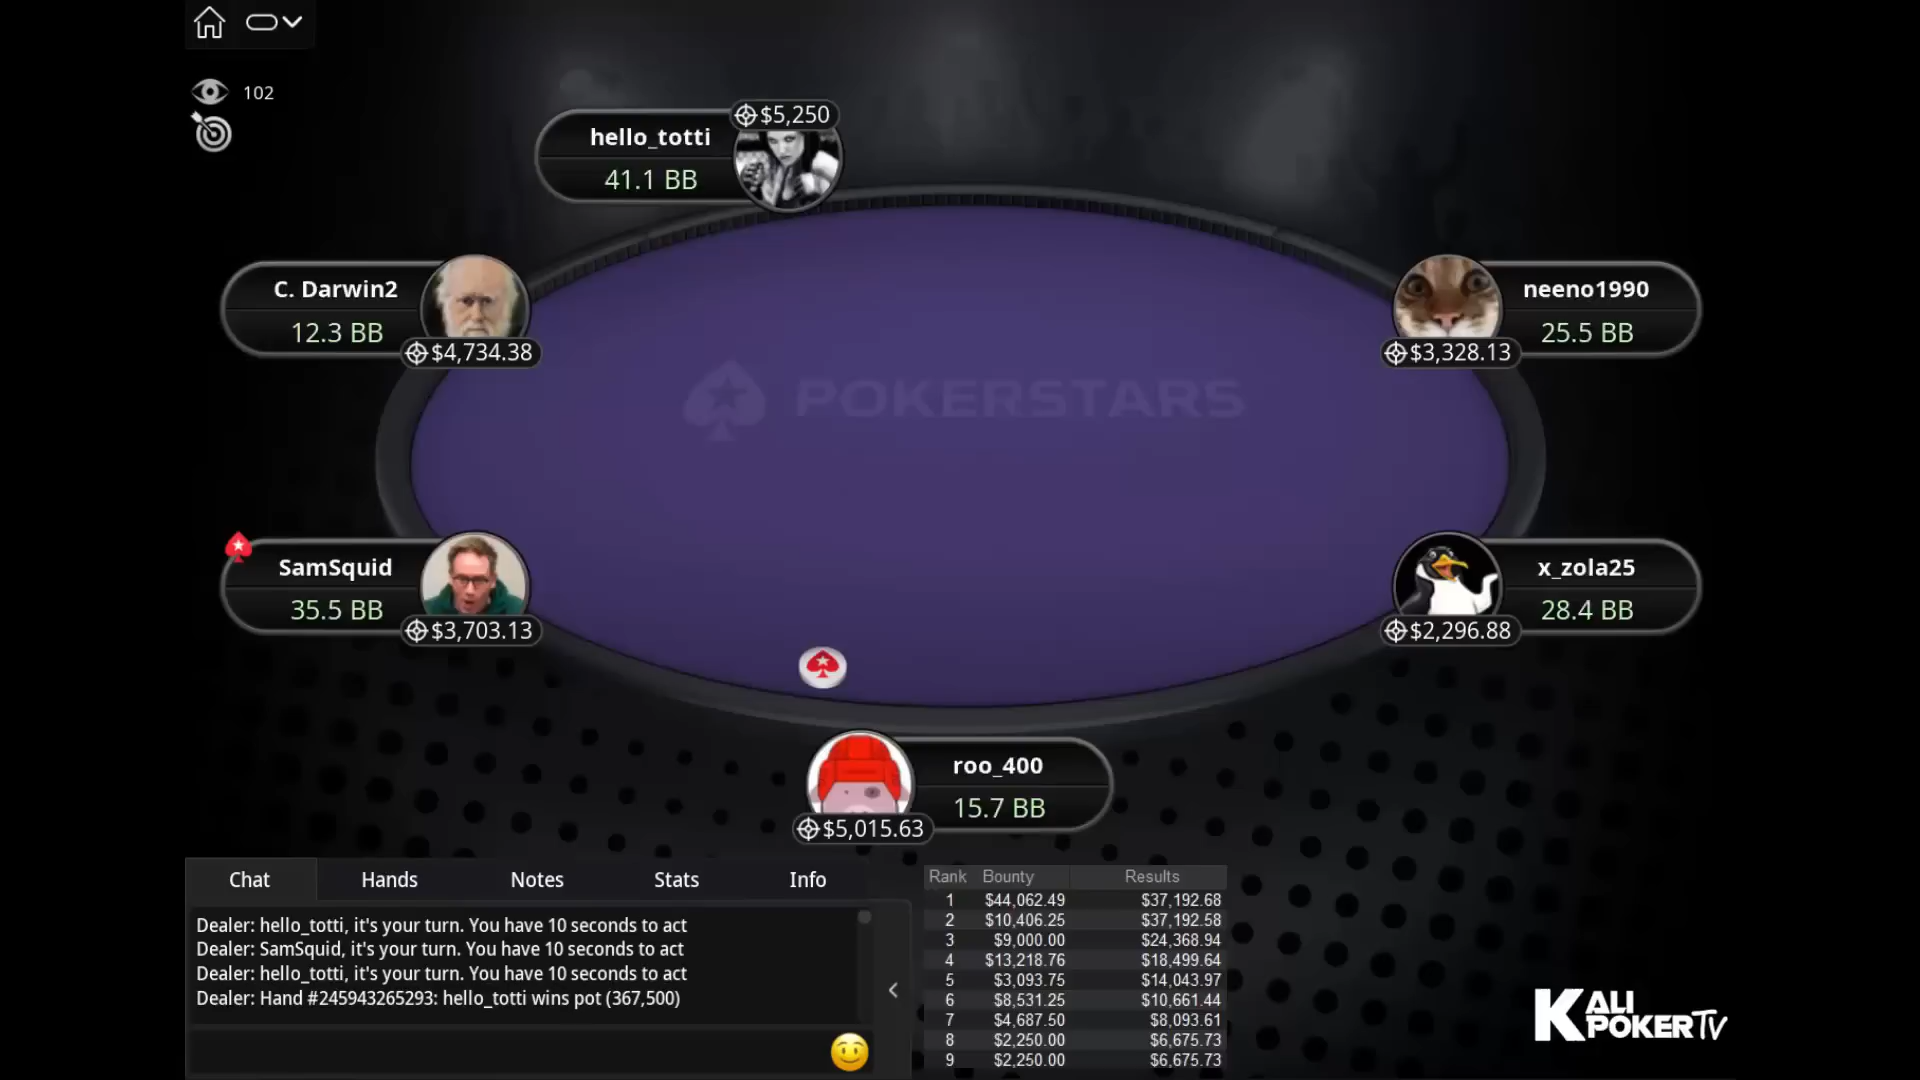 102
$5,250
hello_totti
41.1 BB
C. Darwin2
12.3 BB
$4,734.38
neeno1990
25.5 BB
$3,328.13
POKERSTARS
SamSquid
35.5 BB
$3,703.13
x_zola25
28.4 BB
$2,296.88
roo_400
15.7 BB
$5,015.63
Chat Hands Notes Stats Info
Dealer: hello_totti, it's your turn. You have 10 seconds to act
Dealer: SamSquid, it's your turn. You have 10 seconds to act
Dealer: hello_totti, it's your turn. You have 10 seconds to act
Dealer: Hand #245943265293: hello_totti wins pot (367,500)
Rank Bounty Results
1 $44,062.49 $37,192.68
2 $10,406.25 $37,192.58
3 $9,000.00 $24,368.94
4 $13,218.76 $18,499.64
5 $3,093.75 $14,043.97
6 $8,531.25 $10,661.44
7 $4,687.50 $8,093.61
8 $2,250.00 $6,675.73
9 $2,250.00 $6,675.73
KALI
POKERTV